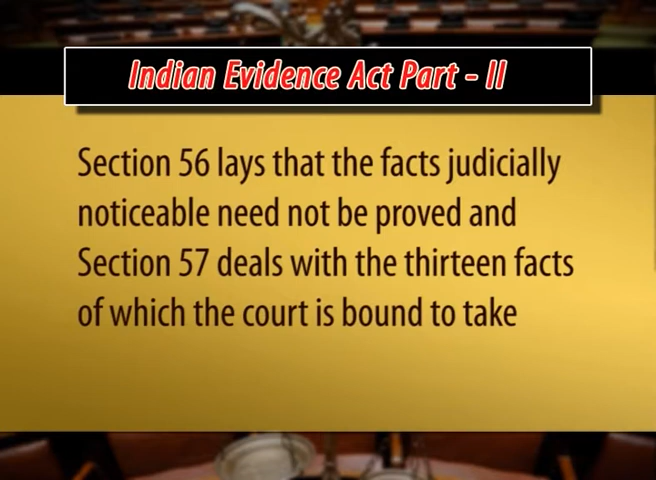 Indian Evidence Act Part - II
Section 56 lays that the facts judicially
noticeable need not be proved and
Section 57 deals with the thirteen facts
of which the court is bound to take